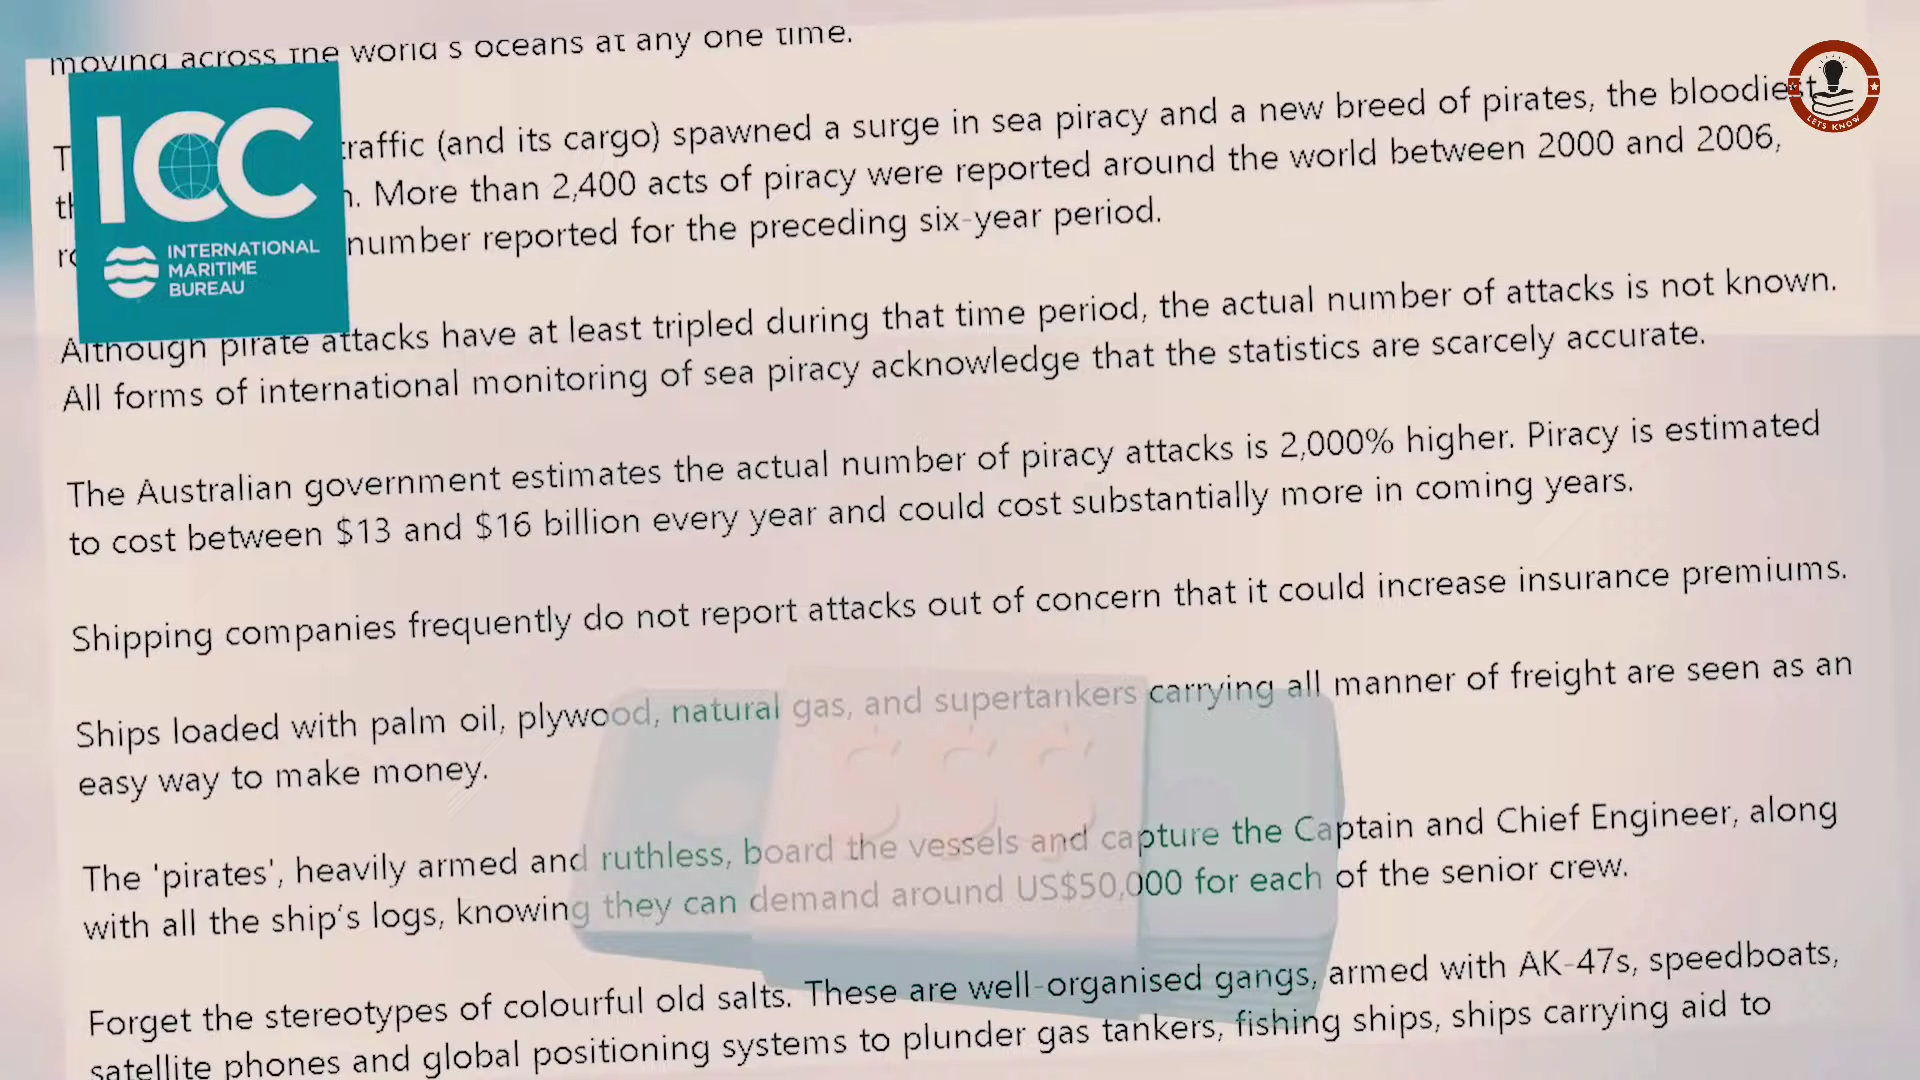 moving across the world's oceans at any one time.
ICC
INTERNATIONAL
MARITIME
BUREAU
LETS KNOW
traffic (and its cargo) spawned a surge in sea piracy and a new breed of pirates, the bloodiest
More than 2,400 acts of piracy were reported around the world between 2000 and 2006,
number reported for the preceding six-year period.
Although pirate attacks have at least tripled during that time period, the actual number of attacks is not known.
All forms of international monitoring of sea piracy acknowledge that the statistics are scarcely accurate.
The Australian government estimates the actual number of piracy attacks is 2,000% higher. Piracy is estimated
to cost between $13 and $16 billion every year and could cost substantially more in coming years.
Shipping companies frequently do not report attacks out of concern that it could increase insurance premiums.
Ships loaded with palm oil, plywood, natural gas, and supertankers carrying all manner of freight are seen as an
easy way to make money.
The 'pirates', heavily armed and ruthless, board the vessels and capture the Captain and Chief Engineer, along
with all the ship's logs, knowing they can demand around US$50,000 for each of the senior crew.
Forget the stereotypes of colourful old salts. These are well-organised gangs, armed with AK-47s, speedboats,
satellite phones and global positioning systems to plunder gas tankers, fishing ships, ships carrying aid to